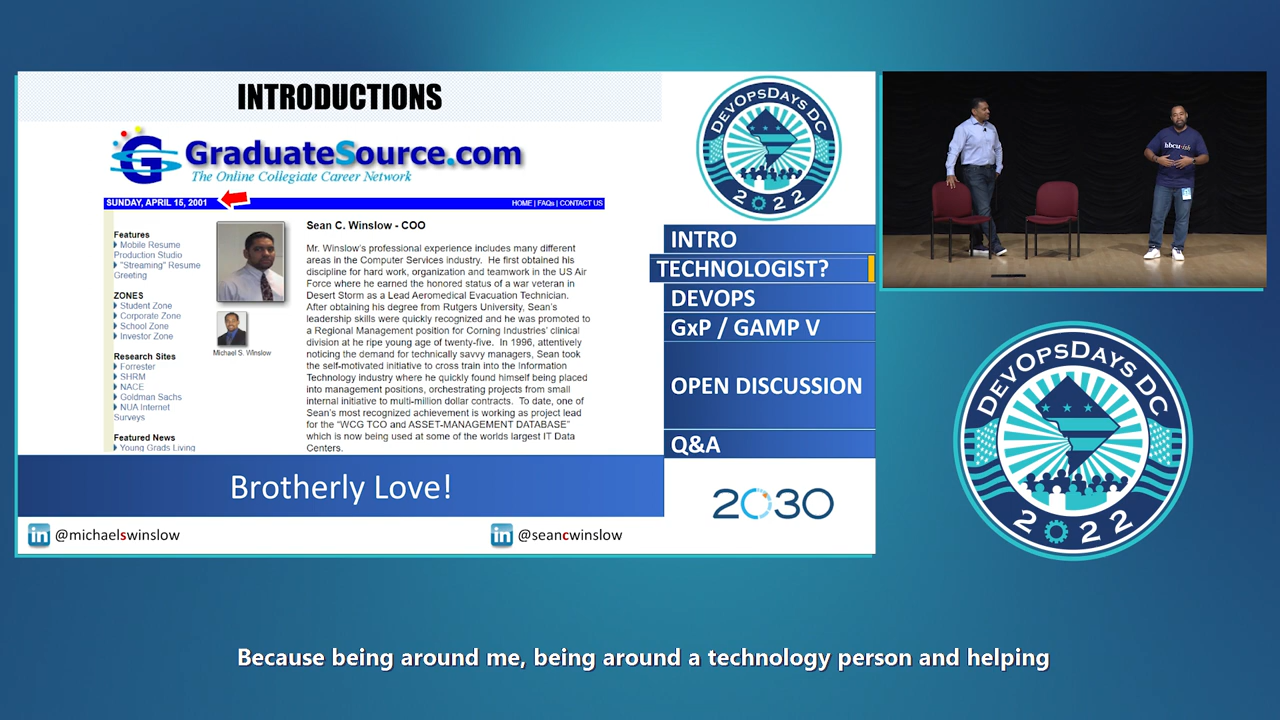 INTRODUCTIONS
GraduateSource.com
The Online Collegiate Career Network
SUNDAY, APRIL 15, 2001
HOME | FAQs | CONTACT US
Features
Mobile Resume
Production Studio
"Streaming" Resume
Greeting
ZONES
Student Zone
Corporate Zone
School Zone
Investor Zone
Research Sites
Forrester
SHRM
NACE
Goldman Sachs
NUA Internet
Surveys
Featured News
Young Grads Living
Michael S. Winslow
Sean C. Winslow - COO
Mr. Winslow's professional experience includes many different
areas in the Computer Services industry. He first obtained his
discipline for hard work, organization and teamwork in the US Air
Force where he earned the honored status of a war veteran in
Desert Storm as a Lead Aeromedical Evacuation Technician.
After obtaining his degree from Rutgers University, Sean's
leadership skills were quickly recognized and he was promoted to
a Regional Management position for Corning Industries' clinical
division at he ripe young age of twenty-five. In 1996, attentively
noticing the demand for technically savvy managers, Sean took
the self-motivated initiative to cross train into the Information
Technology industry where he quickly found himself being placed
into management positions, orchestrating projects from small
internal initiative to multi-million dollar contracts. To date, one of
Sean's most recognized achievement is working as project lead
for the "WCG TCO and ASSET-MANAGEMENT DATABASE"
which is now being used at some of the worlds largest IT Data
Centers.
Brotherly Love!
@michaelswinslow
@seancwinslow
DEVOPSDAYS DC
2022
INTRO
TECHNOLOGIST?
DEVOPS
GxP / GAMP V
OPEN DISCUSSION
Q&A
2030
hbcu-ish
DEVOPSDAYS DC
2022
Because being around me, being around a technology person and helping